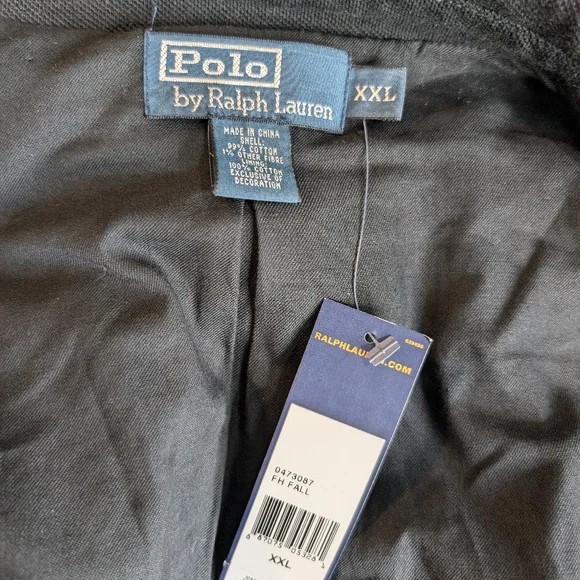 Polo
by Ralph Lauren
XXL
MADE IN CHINA
SHELL:
99% COTTON
1% OTHER FIBRE
LINING:
100% COTTON
EXCLUSIVE OF
DECORATION
RALPHLAUREN.COM
0473087
FH FALL
XXL